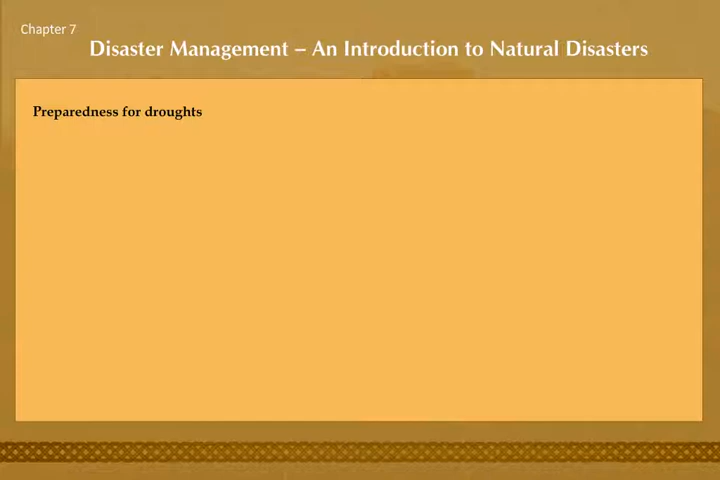 Chapter 7
Disaster Management – An Introduction to Natural Disasters
Preparedness for droughts